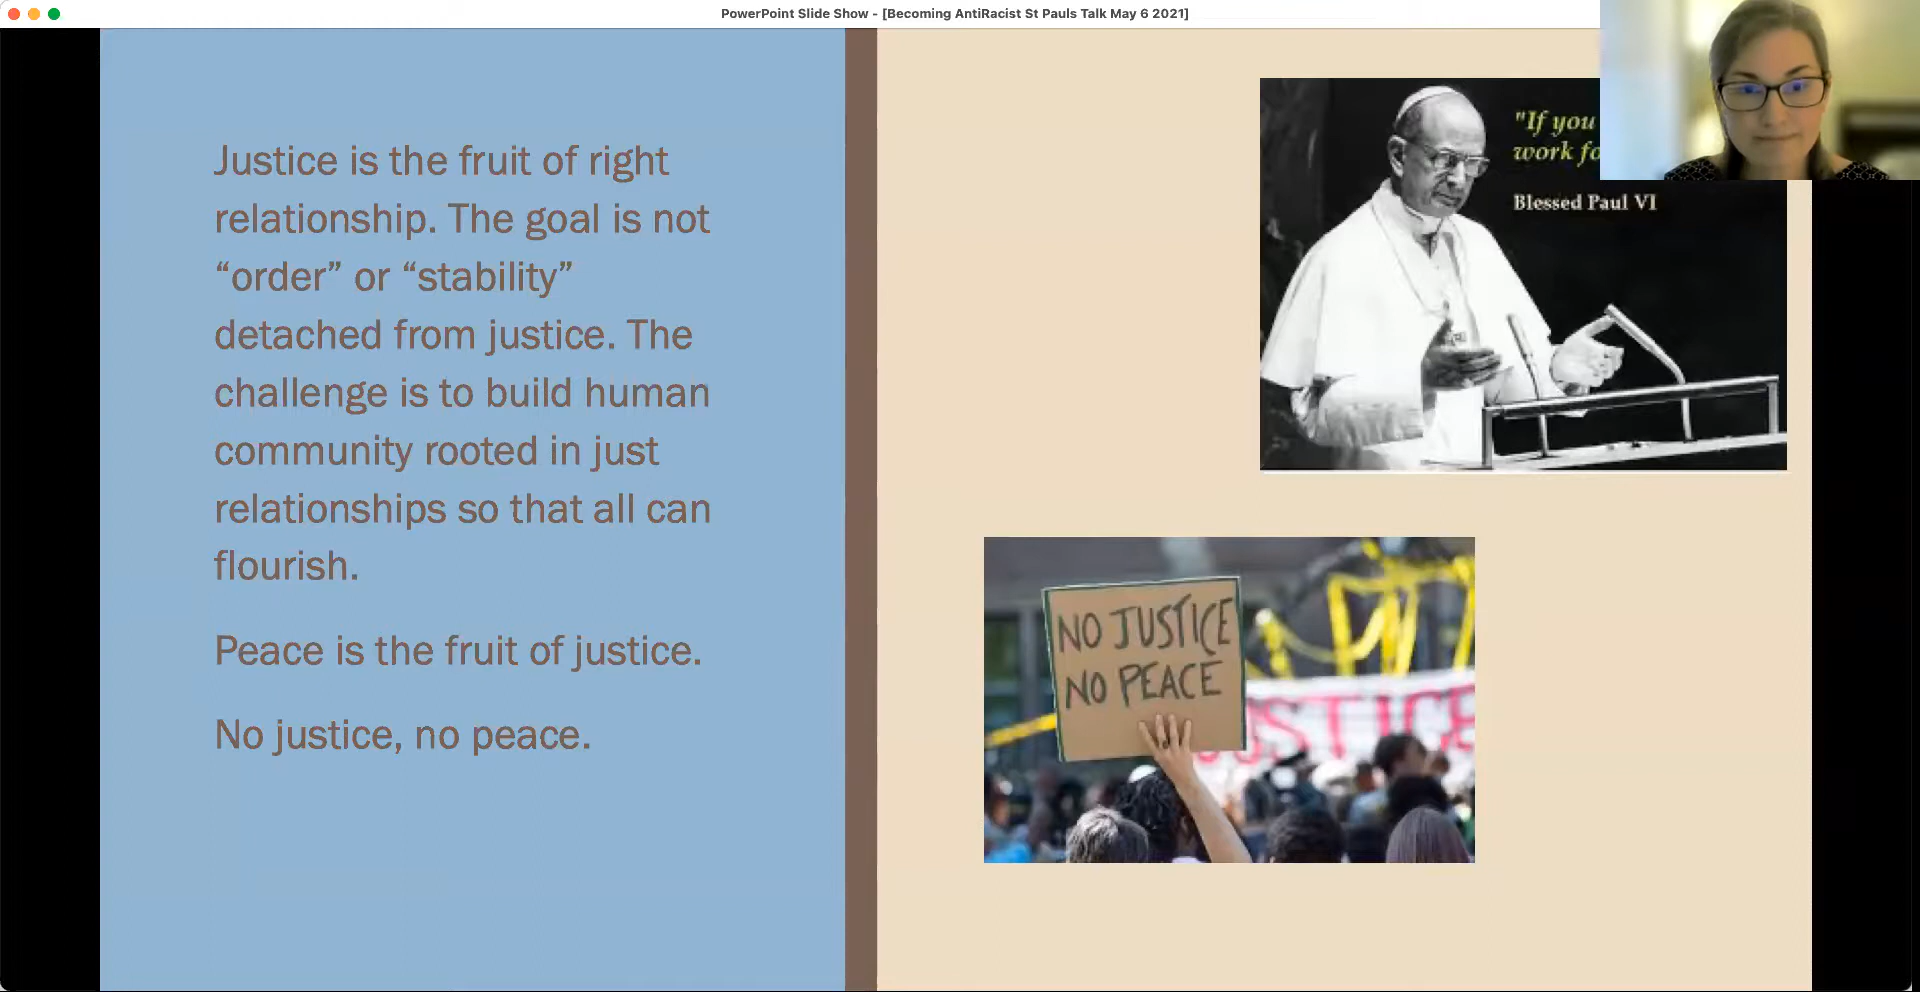 PowerPoint Slide Show - [Becoming AntiRacist St Pauls Talk May 6 2021]
Justice is the fruit of right
relationship. The goal is not
“order” or “stability”
detached from justice. The
challenge is to build human
community rooted in just
relationships so that all can
flourish.
Peace is the fruit of justice.
No justice, no peace.
"If you
work
Blessed Paul VI
NO JUSTICE
NO PEACE
JUSTICE